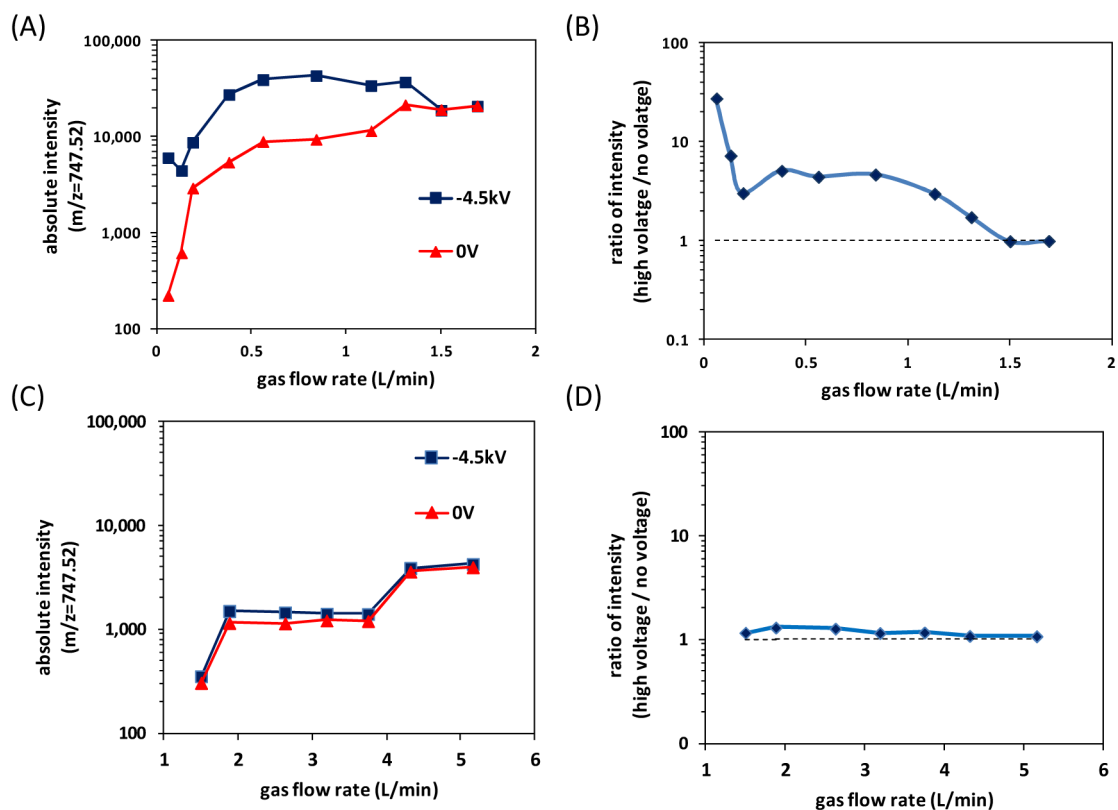 (A)
absolute intensity
(m/z=747.52)
100,000
10,000
1,000
100
-4.5kV
0V
0
0.5
1
1.5
2
gas flow rate (L/min)
(B)
ratio of intensity
(high volatge /no volatge)
100
10
1
0.1
0
0.5
1
1.5
2
gas flow rate (L/min)
(C)
absolute intensity
(m/z=747.52)
100,000
10,000
1,000
100
-4.5kV
0V
1
2
3
4
5
6
gas flow rate (L/min)
(D)
ratio of intensity
(high voltage / no voltage)
100
10
1
0
1
2
3
4
5
6
gas flow rate (L/min)